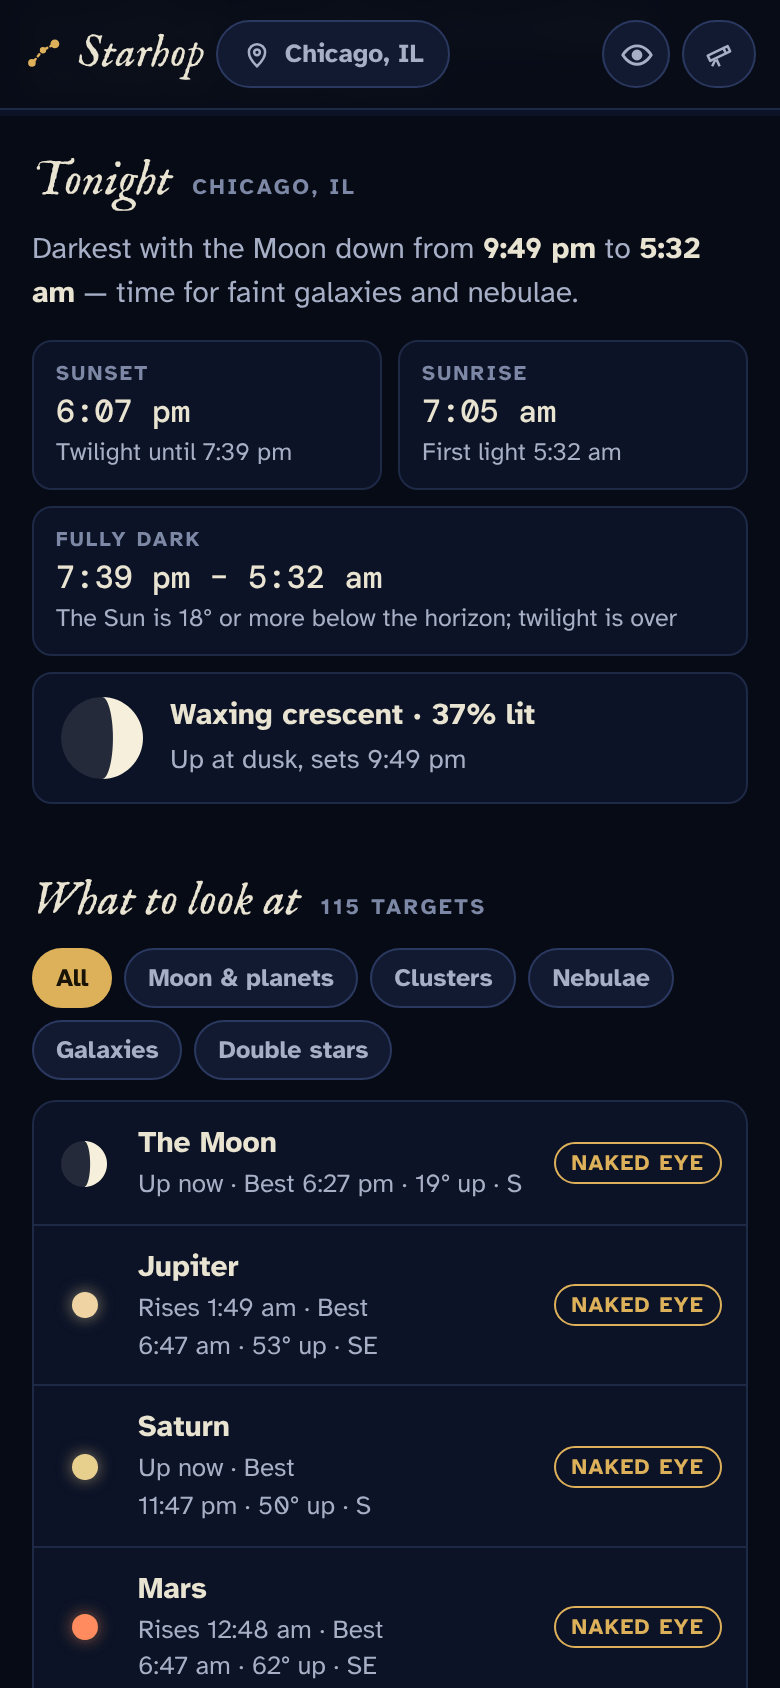 Starhop
Chicago, IL
Tonight CHICAGO, IL
Darkest with the Moon down from 9:49 pm to 5:32
am — time for faint galaxies and nebulae.
SUNSET
6:07 pm
Twilight until 7:39 pm
SUNRISE
7:05 am
First light 5:32 am
FULLY DARK
7:39 pm – 5:32 am
The Sun is 18° or more below the horizon; twilight is over
Waxing crescent · 37% lit
Up at dusk, sets 9:49 pm
What to look at 115 TARGETS
All
Moon & planets
Clusters
Nebulae
Galaxies
Double stars
The Moon
Up now · Best 6:27 pm · 19° up · S
NAKED EYE
Jupiter
Rises 1:49 am · Best
6:47 am · 53° up · SE
NAKED EYE
Saturn
Up now · Best
11:47 pm · 50° up · S
NAKED EYE
Mars
Rises 12:48 am · Best
6:47 am · 62° up · SE
NAKED EYE